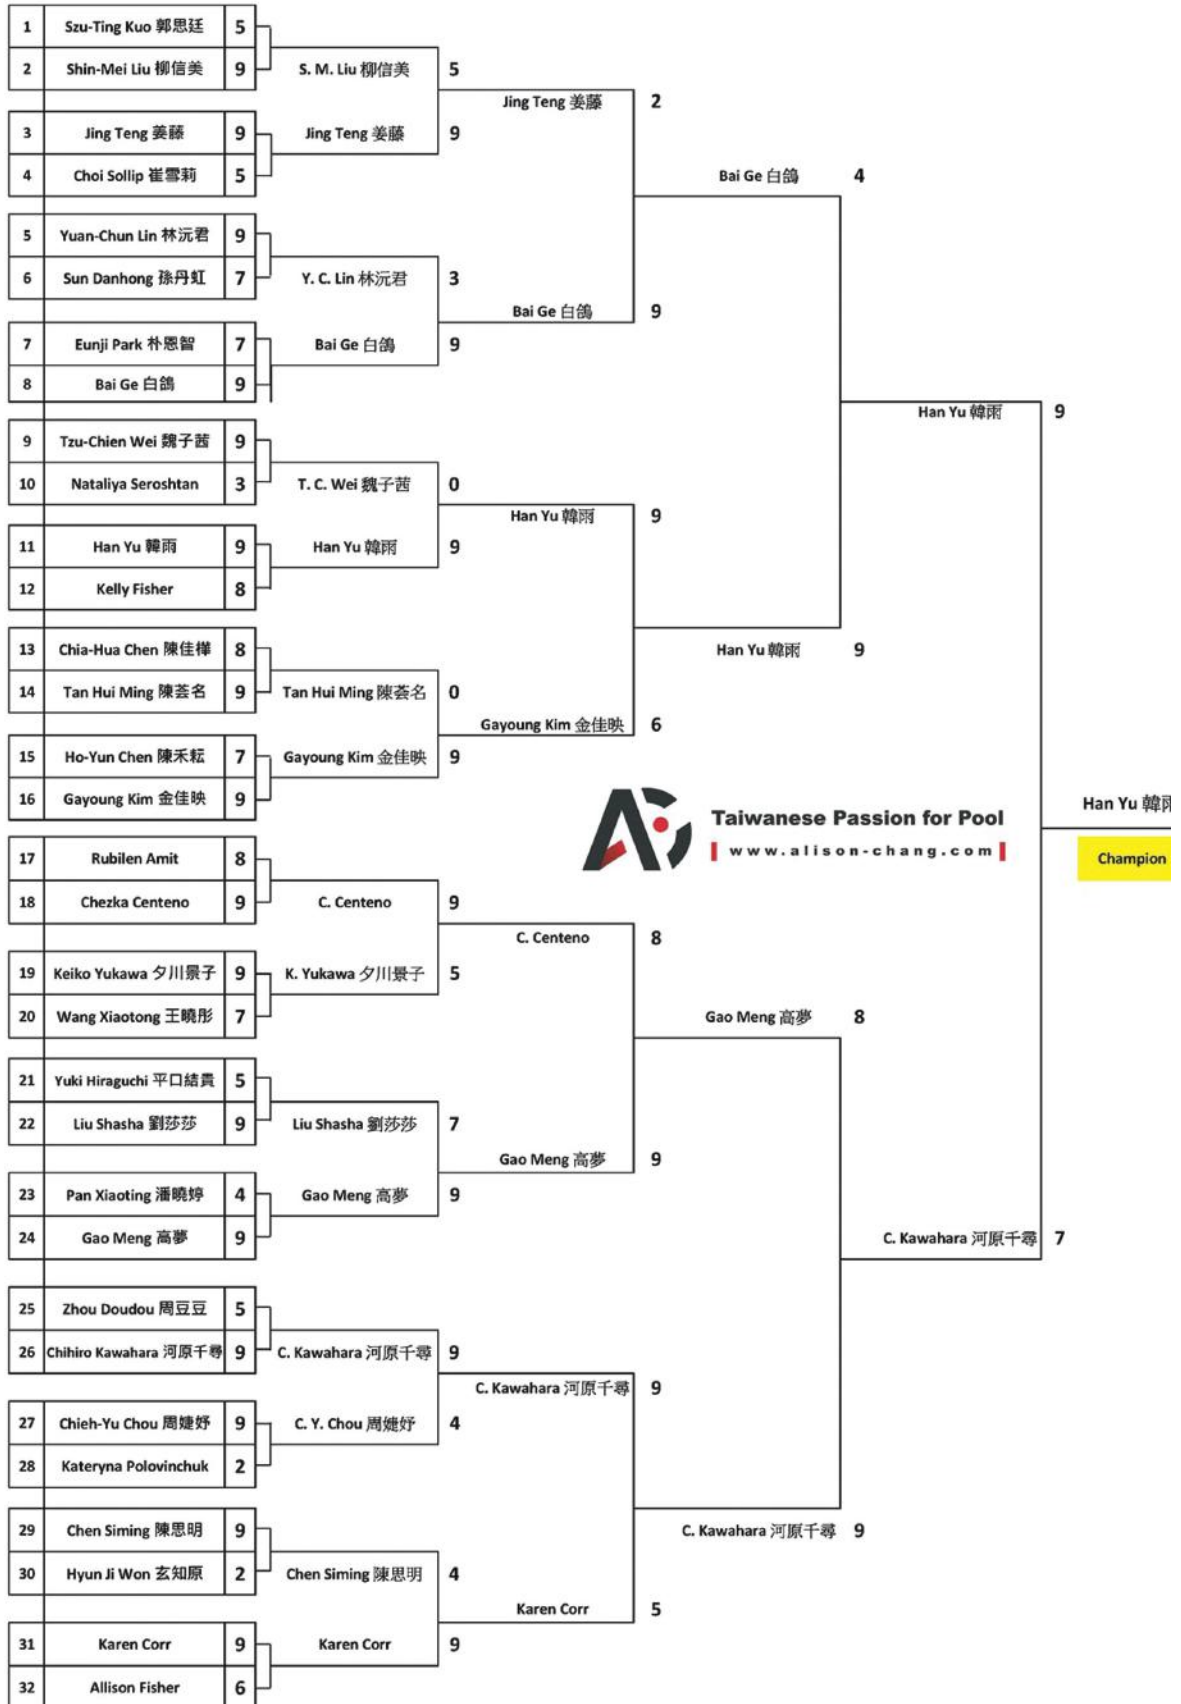 1 Szu-Ting Kuo 郭思廷 5
2 Shin-Mei Liu 柳信美 9
S. M. Liu 柳信美 5
Jing Teng 姜藤 2
3 Jing Teng 姜藤 9
Jing Teng 姜藤 9
4 Choi Sollip 崔雪莉 5
Bai Ge 白鴿 4
5 Yuan-Chun Lin 林沅君 9
6 Sun Danhong 孫丹虹 7
Y. C. Lin 林沅君 3
Bai Ge 白鴿 9
7 Eunji Park 朴恩智 7
Bai Ge 白鴿 9
8 Bai Ge 白鴿 9
Han Yu 韓雨 9
9 Tzu-Chien Wei 魏子茜 9
10 Nataliya Seroshtan 3
T. C. Wei 魏子茜 0
Han Yu 韓雨 9
11 Han Yu 韓雨 9
Han Yu 韓雨 9
12 Kelly Fisher 8
13 Chia-Hua Chen 陳佳樺 8
Han Yu 韓雨 9
14 Tan Hui Ming 陳薈名 9
Tan Hui Ming 陳薈名 0
Gayoung Kim 金佳映 6
15 Ho-Yun Chen 陳禾耘 7
Gayoung Kim 金佳映 9
16 Gayoung Kim 金佳映 9
Han Yu 韓雨
Taiwanese Passion for Pool
www.alison-chang.com
Champion
17 Rubilen Amit 8
18 Chezka Centeno 9
C. Centeno 9
C. Centeno 8
19 Keiko Yukawa 夕川景子 9
K. Yukawa 夕川景子 5
20 Wang Xiaotong 王曉彤 7
Gao Meng 高夢 8
21 Yuki Hiraguchi 平口結貴 5
22 Liu Shasha 劉莎莎 9
Liu Shasha 劉莎莎 7
Gao Meng 高夢 9
23 Pan Xiaoting 潘曉婷 4
Gao Meng 高夢 9
24 Gao Meng 高夢 9
C. Kawahara 河原千尋 7
25 Zhou Doudou 周豆豆 5
26 Chihiro Kawahara 河原千尋 9
C. Kawahara 河原千尋 9
C. Kawahara 河原千尋 9
27 Chieh-Yu Chou 周婕妤 9
C. Y. Chou 周婕妤 4
28 Kateryna Polovinchuk 2
29 Chen Siming 陳思明 9
C. Kawahara 河原千尋 9
30 Hyun Ji Won 玄知原 2
Chen Siming 陳思明 4
Karen Corr 5
31 Karen Corr 9
Karen Corr 9
32 Allison Fisher 6